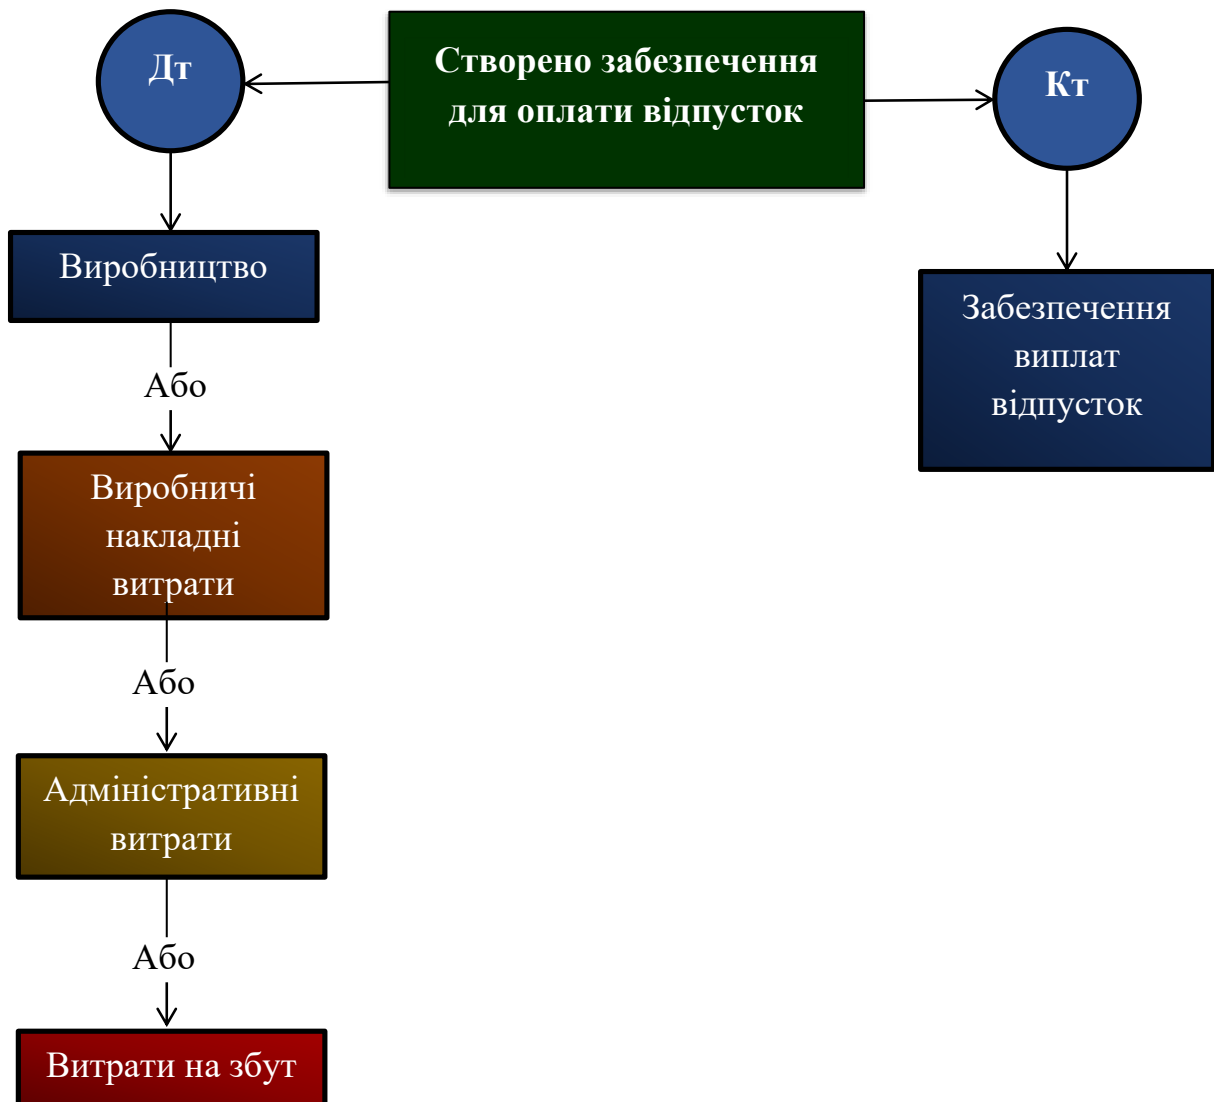 Дт
Створено забезпечення
для оплати відпусток
Кт
Виробництво
Або
Виробничі
накладні
витрати
Або
Адміністративні
витрати
Або
Витрати на збут
Забезпечення
виплат
відпусток